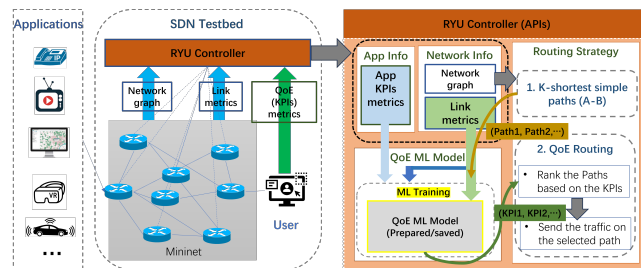 Applications
IP
VR
...
SDN Testbed
RYU Controller
Network
graph
Link
metrics
QoE
(KPIs)
metrics
User
Mininet
RYU Controller (APIs)
App Info
App
KPIs
metrics
Network Info
Network
graph
Link
metrics
Routing Strategy
1. K-shortest simple
paths (A-B)
(Path1, Path2,...)
QoE ML Model
ML Training
QoE ML Model
(Prepared/saved)
2. QoE Routing
• Rank the Paths
based on the KPIs
(KPI1, KPI2,...)
• Send the traffic on
the selected path